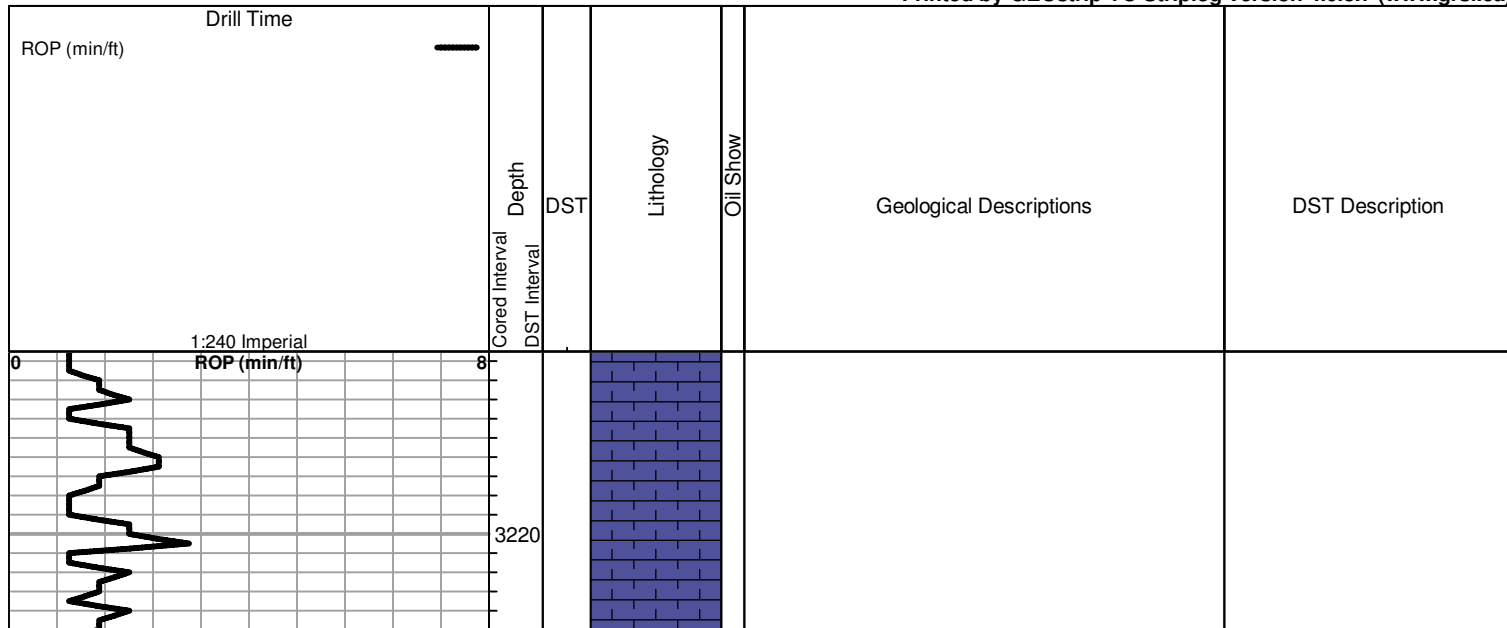 Drill Time
ROP (min/ft)
1:240 Imperial
Cored Interval
Depth
DST Interval
DST
Lithology
Oil Show
Geological Descriptions
DST Description
0 ROP (min/ft) 8
3220